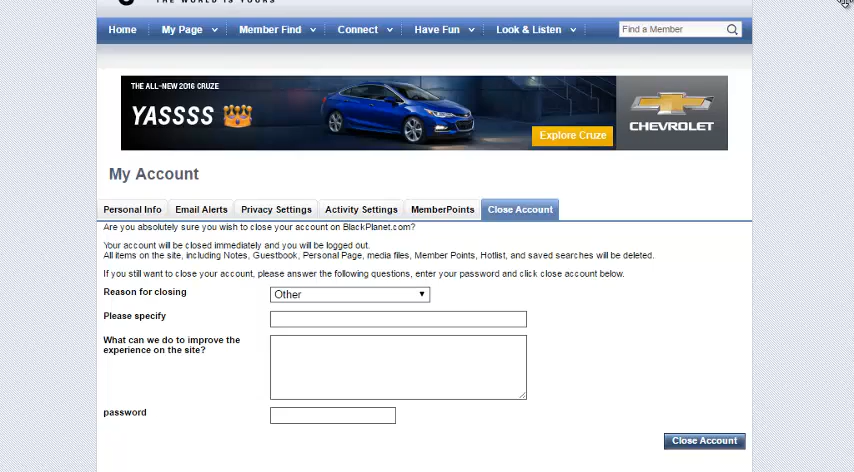 THE WORLD IS YOURS
Home My Page Member Find Connect Have Fun Look & Listen Find a Member
THE ALL-NEW 2016 CRUZE
YASSSS
Explore Cruze
CHEVROLET
My Account
Personal Info Email Alerts Privacy Settings Activity Settings MemberPoints Close Account
Are you absolutely sure you wish to close your account on BlackPlanet.com?
Your account will be closed immediately and you will be logged out.
All items on the site, including Notes, Guestbook, Personal Page, media files, Member Points, Hotlist, and saved searches will be deleted.
If you still want to close your account, please answer the following questions, enter your password and click close account below.
Reason for closing Other
Please specify
What can we do to improve the
experience on the site?
password
Close Account